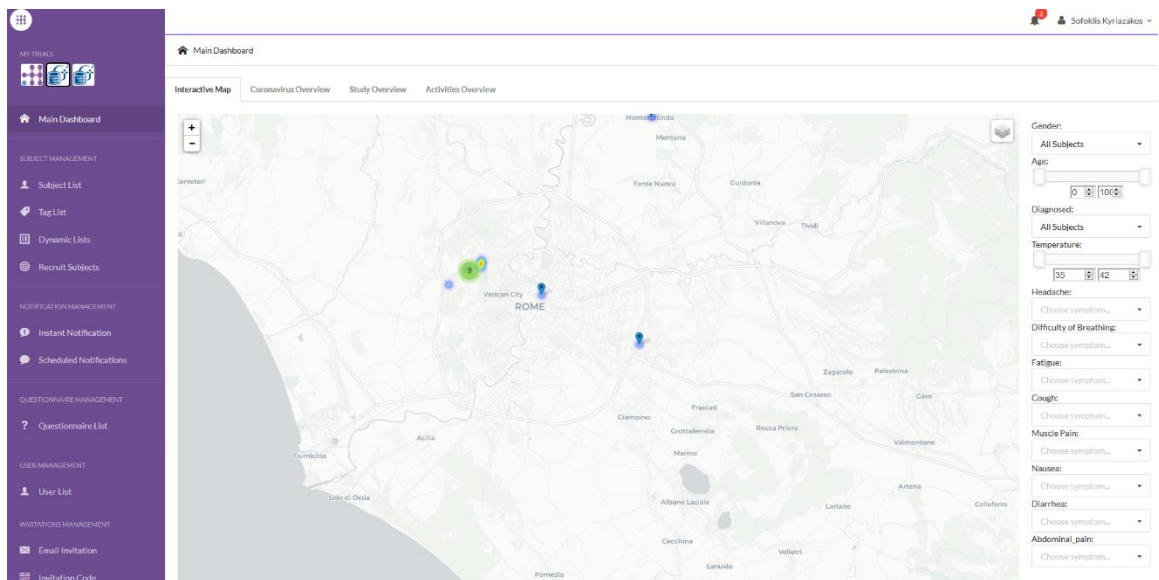 2
Sofoklis Kyriazakos
MY TRIALS
Main Dashboard
SUBJECT MANAGEMENT
Subject List
Tag List
Dynamic Lists
Recruit Subjects
NOTIFICATION MANAGEMENT
Instant Notification
Scheduled Notifications
QUESTIONNAIRE MANAGEMENT
? Questionnaire List
USER MANAGEMENT
User List
INVITATIONS MANAGEMENT
Email Invitation
Invitation Code
Main Dashboard
Interactive Map Coronavirus Overview Study Overview Activities Overview
+
-
Mentana
Cerveteri
Fonte Nuova
Guidonia
Villanova
Tivoli
9
Vatican City
ROME
Zagarolo
Palestrina
San Cesareo
Cave
Frascati
Ciampino
Grottaferrata
Rocca Priora
Acilia
Valmontone
Marino
Fiumicino
Artena
Lido di Ostia
Albano Laziale
Lariano
Colleferro
Cecchina
Velletri
Lanuvio
Pomezia
Gender:
All Subjects
Age:
0 100
Diagnosed:
All Subjects
Temperature:
35 42
Headache:
Choose symptom...
Difficulty of Breathing:
Choose symptom...
Fatigue:
Choose symptom...
Cough:
Choose symptom...
Muscle Pain:
Choose symptom...
Nausea:
Choose symptom...
Diarrhea:
Choose symptom...
Abdominal_pain:
Choose symptom...